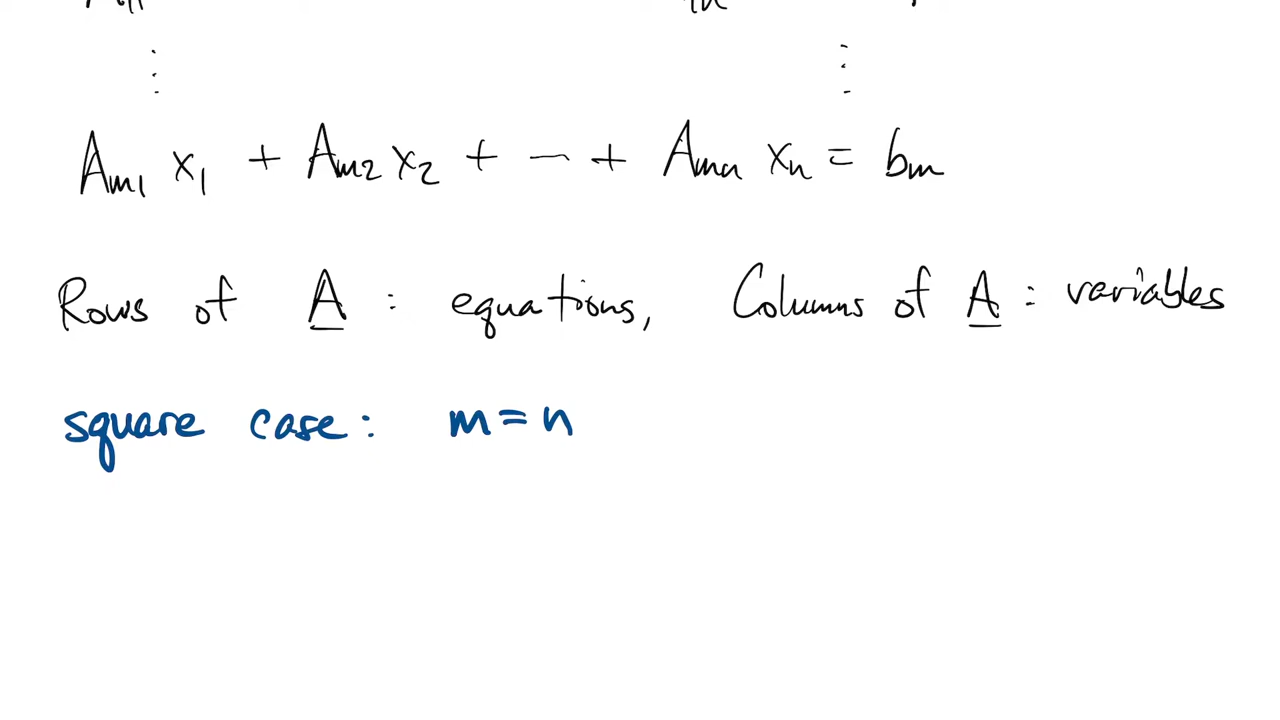 ⋮ ⋮
Am1 x1 + Am2 x2 + ⋯ + Amn xn = bm
Rows of A : equations, Columns of A : variables
square case: m = n